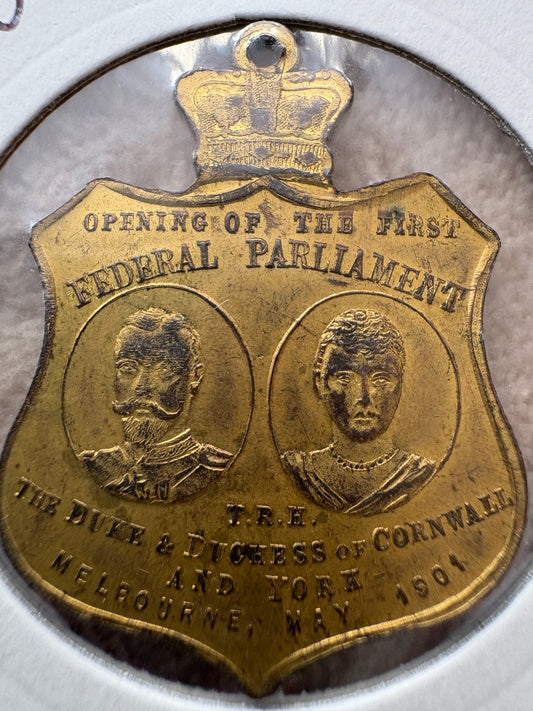 OPENING OF THE FIRST
FEDERAL PARLIAMENT
T.R.H.
THE DUKE & DUCHESS OF CORNWALL
AND YORK
MELBOURNE, MAY 1901